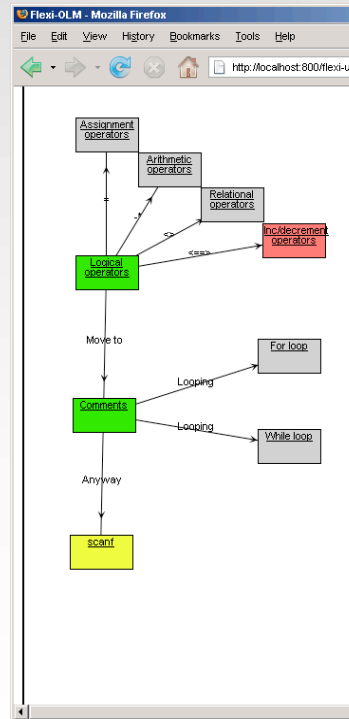 Flexi-OLM - Mozilla Firefox
File Edit View History Bookmarks Tools Help
http://localhost:800/flexi-u
Assignment
operators
Arithmetic
operators
Relational
operators
Inc/decrement
operators
=
-*
<>
<==>
Logical
operators
Move to
For loop
Looping
Comments
Looping
While loop
Anyway
scanf